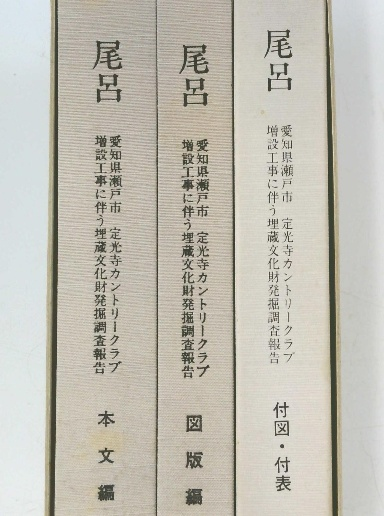 尾呂
愛知県瀬戸市 定光寺カントリークラブ
増設工事に伴う埋蔵文化財発掘調査報告
付図・付表
尾呂
愛知県瀬戸市 定光寺カントリークラブ
増設工事に伴う埋蔵文化財発掘調査報告
図版編
尾呂
愛知県瀬戸市 定光寺カントリークラブ
増設工事に伴う埋蔵文化財発掘調査報告
本文編